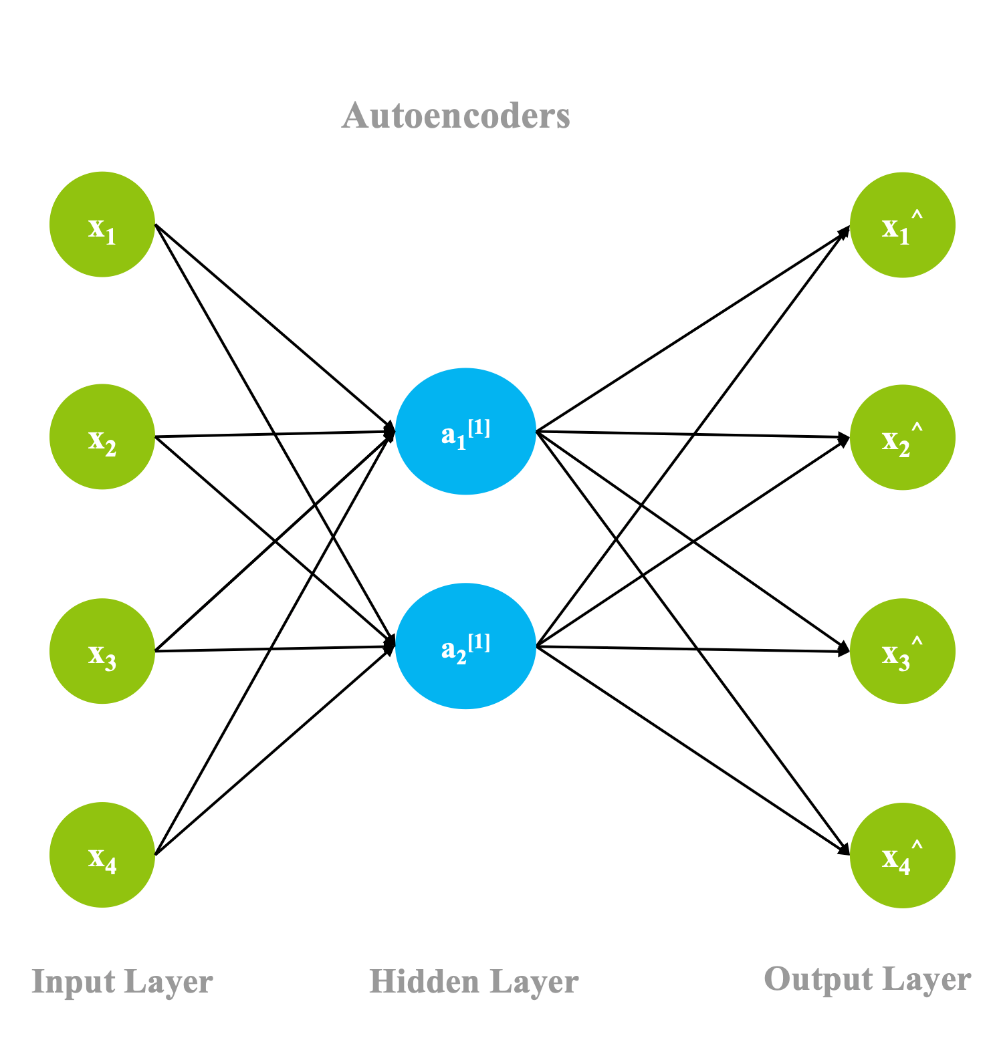 Autoencoders
x₁ x₁^
x₂ a₁[1] x₂^
x₃ a₂[1] x₃^
x₄ x₄^
Input Layer Hidden Layer Output Layer